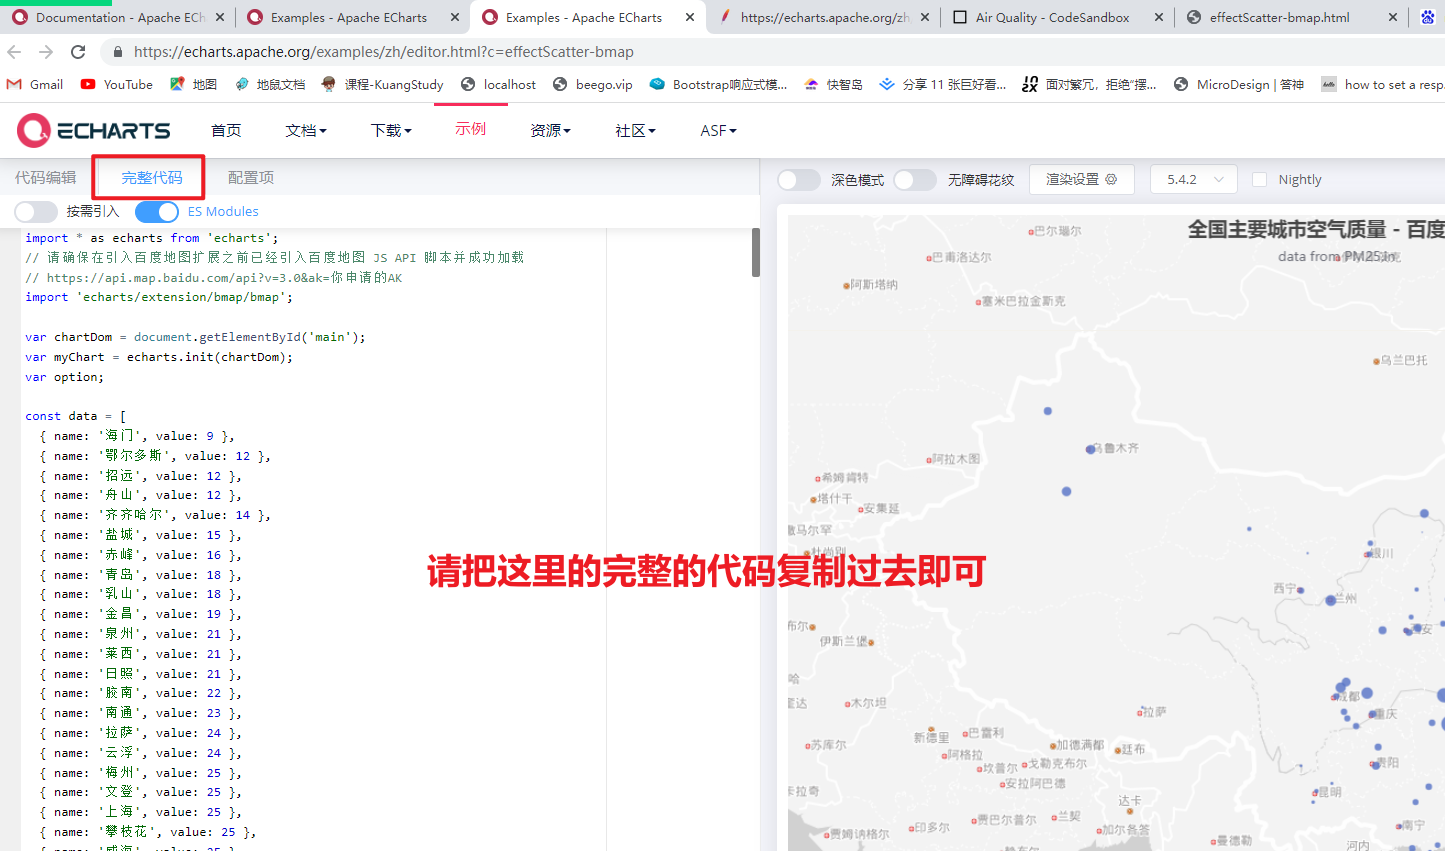 Documentation - Apache ECh
Examples - Apache ECharts
Examples - Apache ECharts
https://echarts.apache.org/zh
Air Quality - CodeSandbox
effectScatter-bmap.html
https://echarts.apache.org/examples/zh/editor.html?c=effectScatter-bmap
Gmail
YouTube
地图
地鼠文档
课程-KuangStudy
localhost
beego.vip
Bootstrap响应式模...
快智岛
分享 11 张巨好看...
面对繁冗，拒绝“摆...
MicroDesign | 答神
how to set a resp
ECHARTS
首页
文档
下载
示例
资源
社区
ASF
代码编辑
完整代码
配置项
深色模式
无障碍花纹
渲染设置
5.4.2
Nightly
按需引入
ES Modules
import * as echarts from 'echarts';
// 请确保在引入百度地图扩展之前已经引入百度地图 JS API 脚本并成功加载
// https://api.map.baidu.com/api?v=3.0&ak=你申请的AK
import 'echarts/extension/bmap/bmap';
var chartDom = document.getElementById('main');
var myChart = echarts.init(chartDom);
var option;
const data = [
{ name: '海门', value: 9 },
{ name: '鄂尔多斯', value: 12 },
{ name: '招远', value: 12 },
{ name: '舟山', value: 12 },
{ name: '齐齐哈尔', value: 14 },
{ name: '盐城', value: 15 },
{ name: '赤峰', value: 16 },
{ name: '青岛', value: 18 },
{ name: '乳山', value: 18 },
{ name: '金昌', value: 19 },
{ name: '泉州', value: 21 },
{ name: '莱西', value: 21 },
{ name: '日照', value: 21 },
{ name: '胶南', value: 22 },
{ name: '南通', value: 23 },
{ name: '拉萨', value: 24 },
{ name: '云浮', value: 24 },
{ name: '梅州', value: 25 },
{ name: '文登', value: 25 },
{ name: '上海', value: 25 },
{ name: '攀枝花', value: 25 },
请把这里的完整的代码复制过去即可
全国主要城市空气质量 - 百度
data from PM25.in
巴尔瑙尔
巴甫洛达尔
阿斯塔纳
塞米巴拉金斯克
乌兰巴托
乌鲁木齐
阿拉木图
希姆肯特
塔什干
安集延
撒马尔罕
杜尚别
银川
西宁
兰州
西安
布尔
伊斯兰堡
哈
奎达
木尔坦
成都
拉萨
重庆
新德里
巴雷利
苏库尔
阿格拉
加德满都
廷布
坎普尔
戈勒克布尔
贵阳
安拉阿巴德
卡拉奇
昆明
达卡
贾姆讷格尔
印多尔
贾巴尔普尔
兰契
加尔各答
南宁
曼德勒
河内